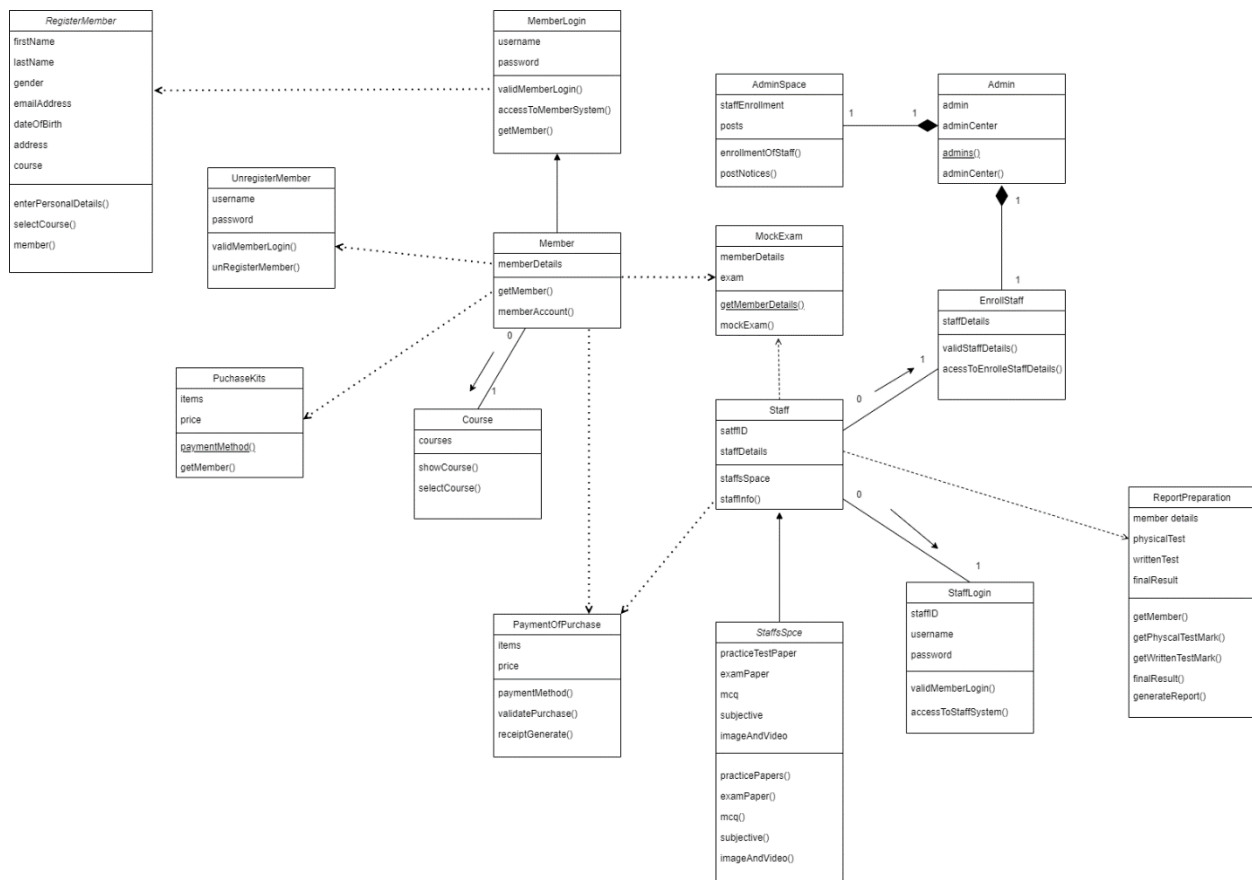 RegisterMember
firstName
lastName
gender
emailAddress
dateOfBirth
address
course
enterPersonalDetails()
selectCourse()
member()
MemberLogin
username
password
validMemberLogin()
accessToMemberSystem()
getMember()
AdminSpace
staffEnrollment
posts
enrollmentOfStaff()
postNotices()
1
1
Admin
admin
adminCenter
admins()
adminCenter()
1
1
UnregisterMember
username
password
validMemberLogin()
unRegisterMember()
Member
memberDetails
getMember()
memberAccount()
0
1
MockExam
memberDetails
exam
getMemberDetails()
mockExam()
EnrollStaff
staffDetails
validStaffDetails()
acessToEnrolleStaffDetails()
PuchaseKits
items
price
paymentMethod()
getMember()
Course
courses
showCourse()
selectCourse()
Staff
satffID
staffDetails
staffsSpace
staffInfo()
0
1
0
1
ReportPreparation
member details
physicalTest
writtenTest
finalResult
getMember()
getPhyscalTestMark()
getWrittenTestMark()
finalResult()
generateReport()
PaymentOfPurchase
items
price
paymentMethod()
validatePurchase()
receiptGenerate()
StaffsSpce
practiceTestPaper
examPaper
mcq
subjective
imageAndVideo
practicePapers()
examPaper()
mcq()
subjective()
imageAndVideo()
StaffLogin
staffID
username
password
validMemberLogin()
accessToStaffSystem()